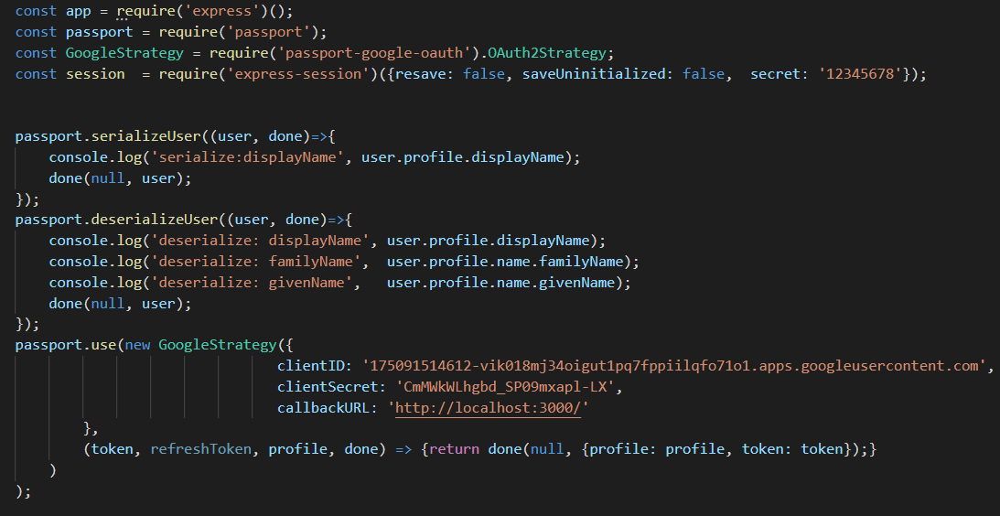 const app = require('express')();
const passport = require('passport');
const GoogleStrategy = require('passport-google-oauth').OAuth2Strategy;
const session  = require('express-session')({resave: false, saveUninitialized: false,  secret: '12345678'});
passport.serializeUser((user, done)=>{
    console.log('serialize:displayName', user.profile.displayName);
    done(null, user);
});
passport.deserializeUser((user, done)=>{
    console.log('deserialize: displayName', user.profile.displayName);
    console.log('deserialize: familyName',  user.profile.name.familyName);
    console.log('deserialize: givenName',   user.profile.name.givenName);
    done(null, user);
});
passport.use(new GoogleStrategy({
                                clientID: '175091514612-vik018mj34oigut1pq7fppiilqfo71o1.apps.googleusercontent.com',
                                clientSecret: 'CmMWkWLhgbd_SP09mxapl-LX',
                                callbackURL: 'http://localhost:3000/'
        },
        (token, refreshToken, profile, done) => {return done(null, {profile: profile, token: token});}
    )
);